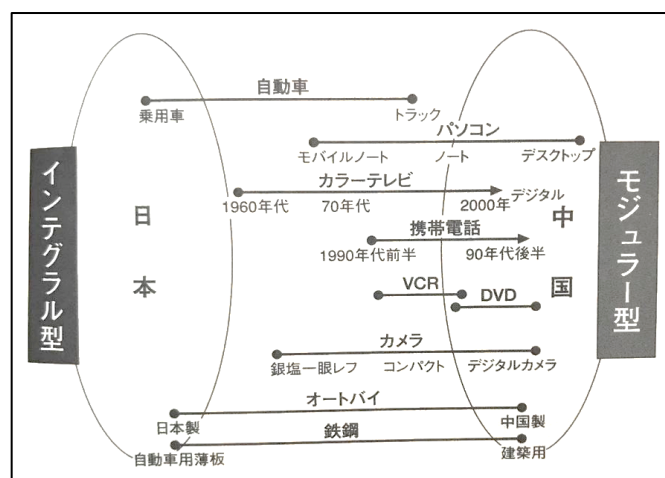 インテグラル型
モジュラー型
日本
中国
自動車
乗用車 トラック
パソコン
モバイルノート ノート デスクトップ
カラーテレビ
1960年代 70年代 2000年 デジタル
携帯電話
1990年代前半 90年代後半
VCR
DVD
カメラ
銀塩一眼レフ コンパクト デジタルカメラ
オートバイ
日本製 中国製
鉄鋼
自動車用薄板 建築用